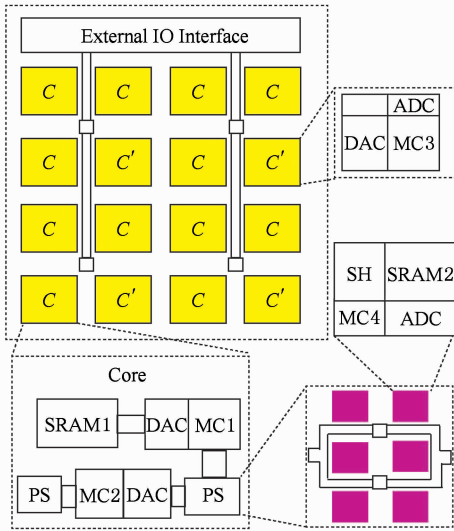 External IO Interface
C C C C
C C′ C C′
C C C C
C C′ C C′
ADC
DAC MC3
SH SRAM2
MC4 ADC
Core
SRAM1 DAC MC1
PS MC2 DAC PS